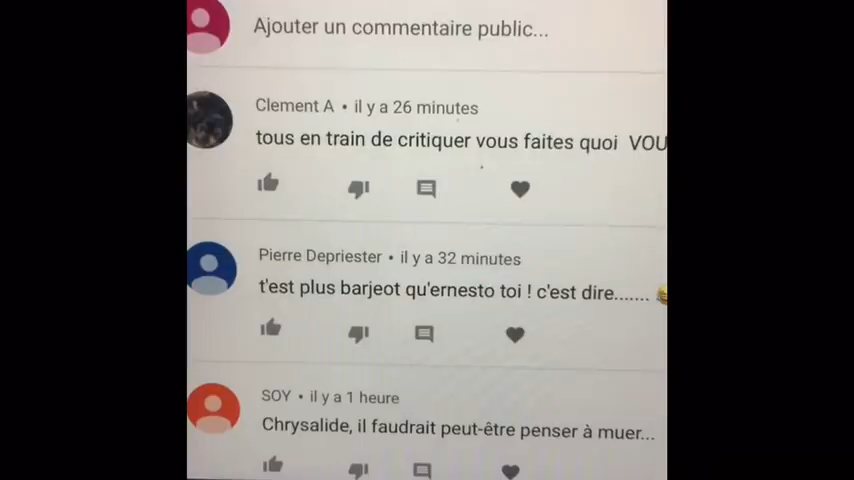 Ajouter un commentaire public...
Clement A • il y a 26 minutes
tous en train de critiquer vous faites quoi VOU
Pierre Depriester • il y a 32 minutes
t'est plus barjeot qu'ernesto toi ! c'est dire.......
SOY • il y a 1 heure
Chrysalide, il faudrait peut-être penser à muer...